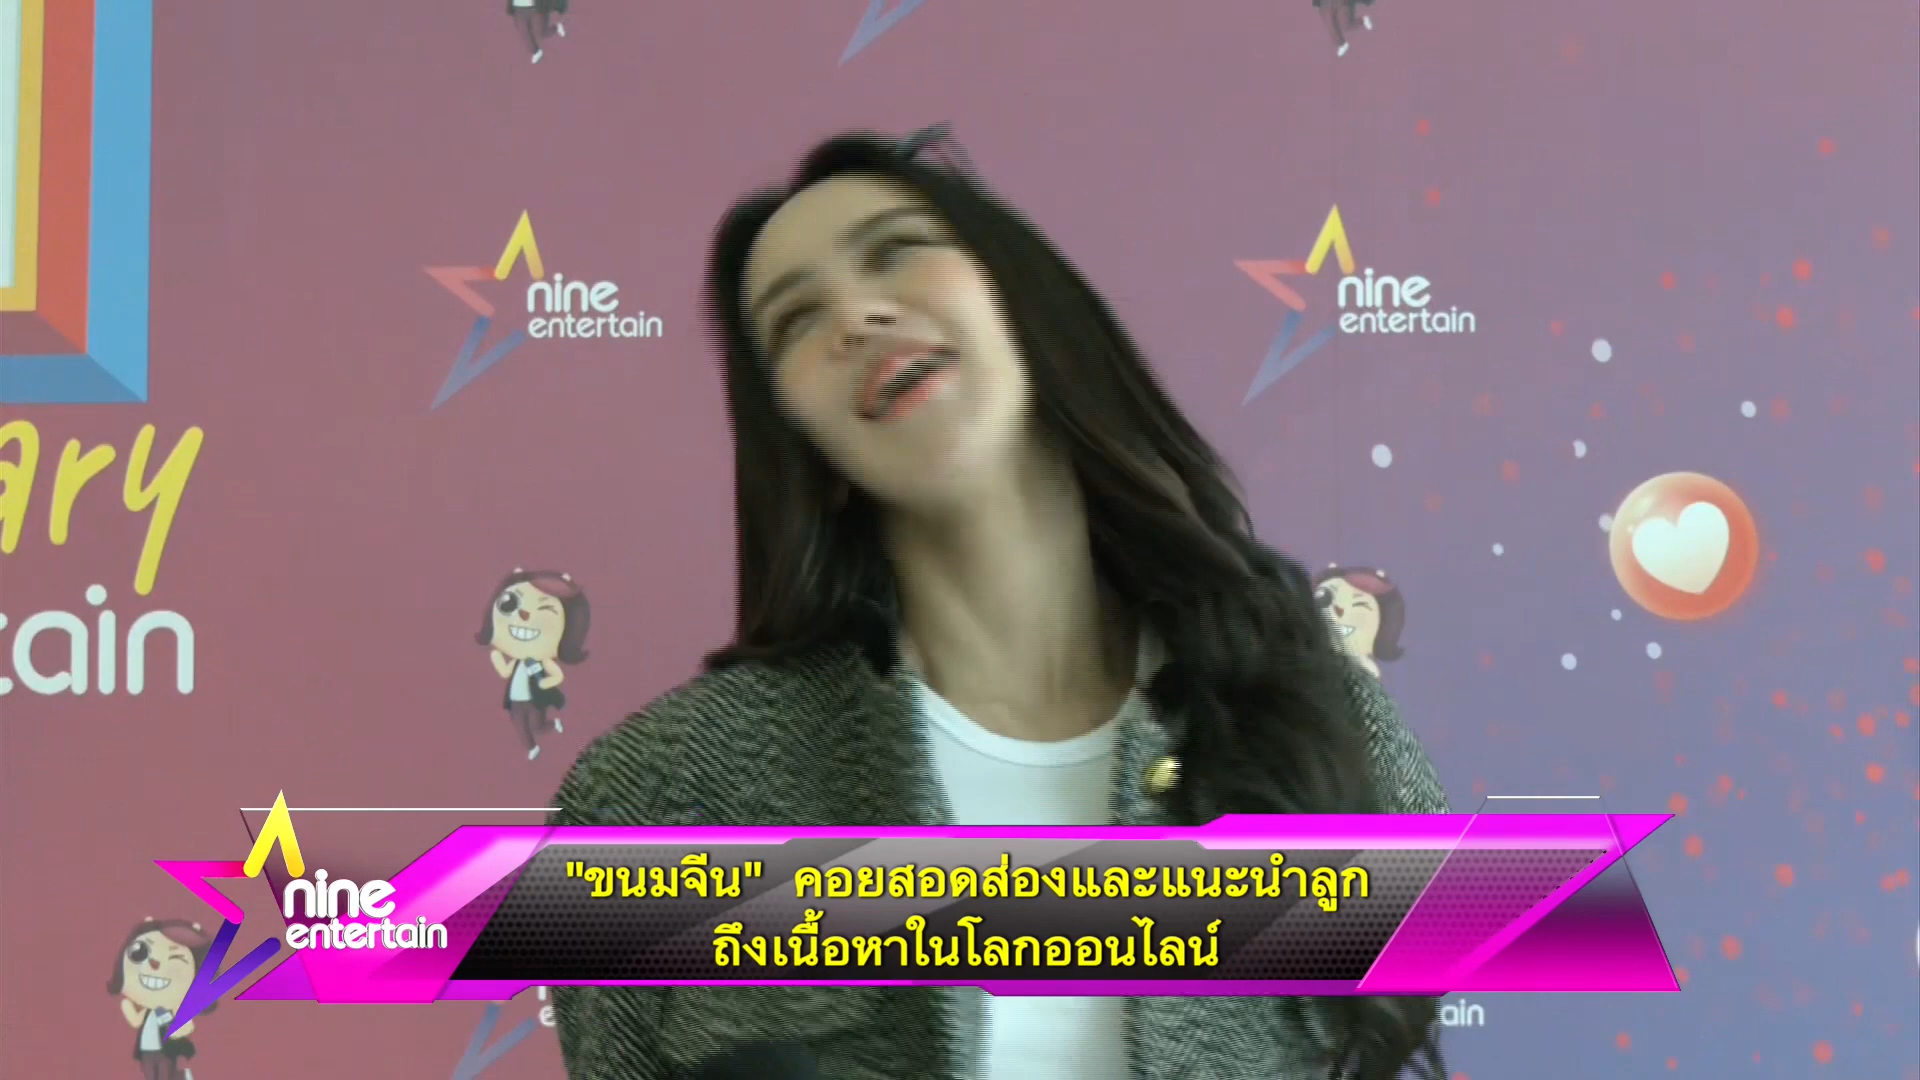 nine
entertain
nine
entertain
ary
tain
nine
entertain
"ขนมจีน" คอยสอดส่องและแนะนำลูก
ถึงเนื้อหาในโลกออนไลน์
ain